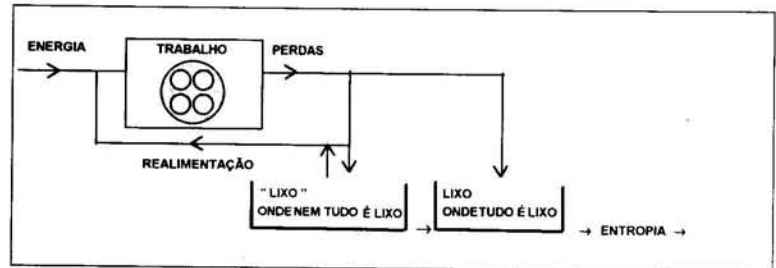 ENERGIA
TRABALHO
PERDAS
REALIMENTAÇÃO
" LIXO "
ONDE NEM TUDO É LIXO
LIXO
ONDE TUDO É LIXO
→ → ENTROPIA →